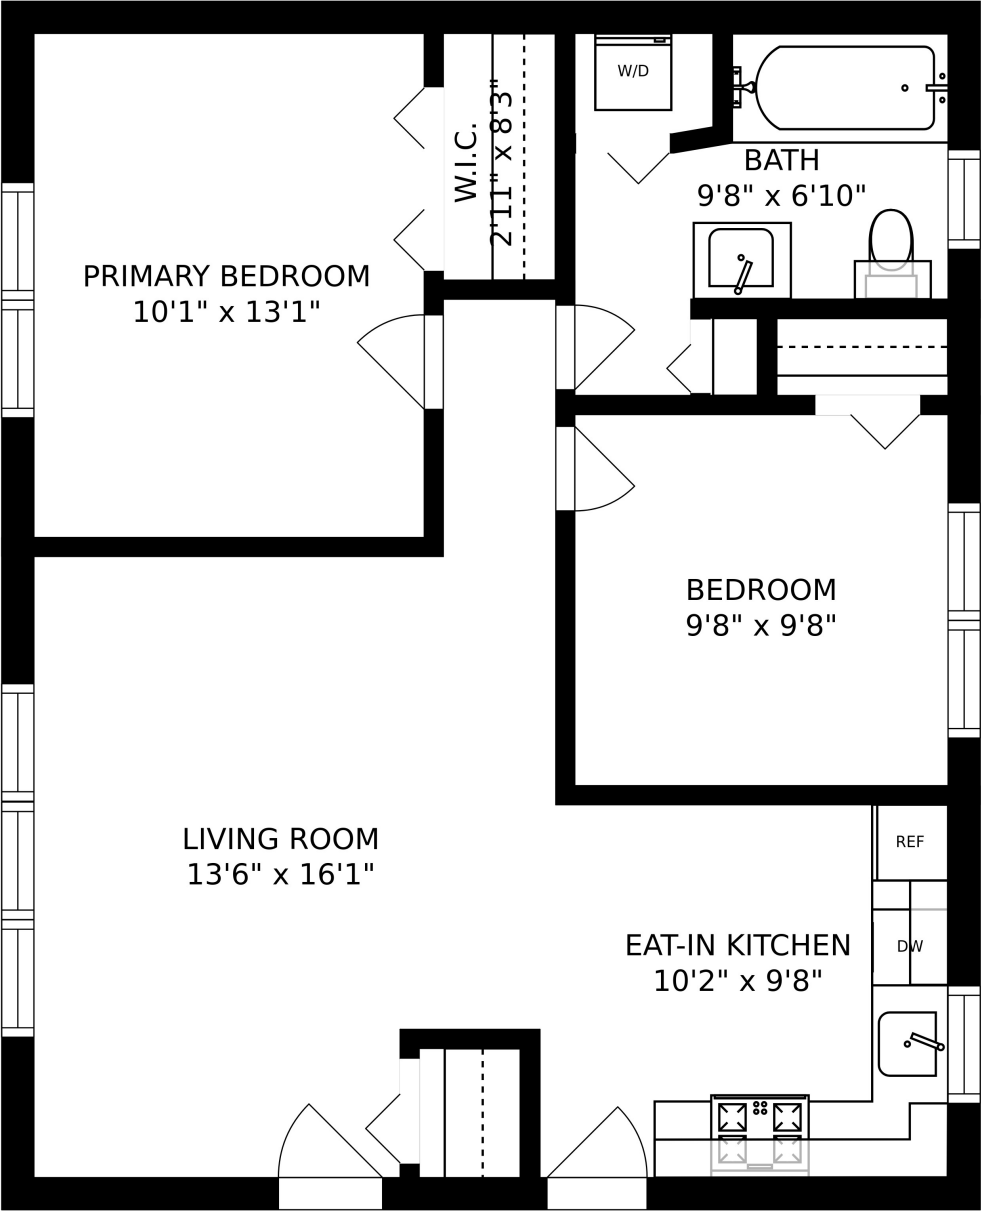 W/D
W.I.C.
2'11" x 8'3"
BATH
9'8" x 6'10"
PRIMARY BEDROOM
10'1" x 13'1"
BEDROOM
9'8" x 9'8"
LIVING ROOM
13'6" x 16'1"
REF
EAT-IN KITCHEN
10'2" x 9'8"
DW